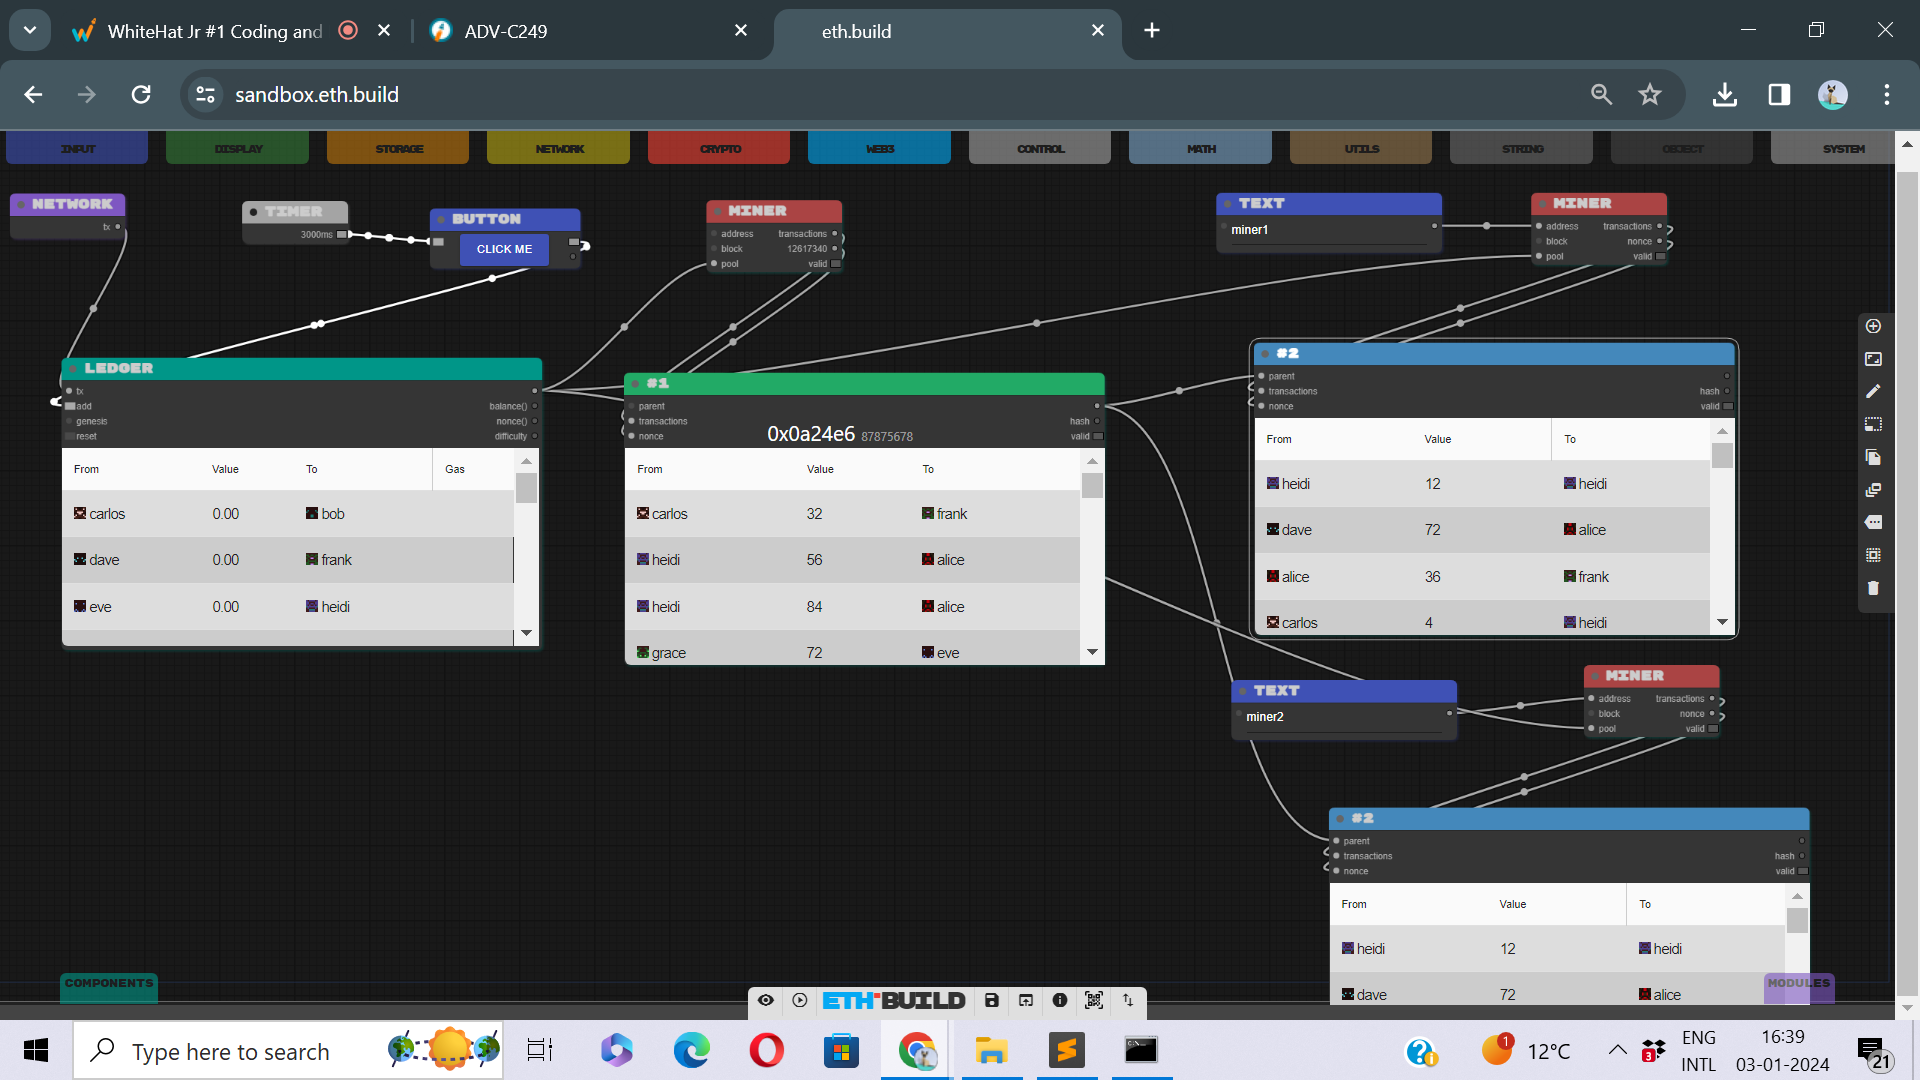 WhiteHat Jr #1 Coding and
ADV-C249
eth.build
sandbox.eth.build
INPUT
DISPLAY
STORAGE
NETWORK
CRYPTO
WEB3
CONTROL
MATH
UTILS
STRING
OBJECT
SYSTEM
NETWORK
tx
TIMER
3000ms
BUTTON
CLICK ME
MINER
address transactions
block 12617340
pool valid
TEXT
miner1
MINER
address transactions
block nonce
pool valid
LEDGER
tx
add balance()
genesis nonce()
reset difficulty
From Value To Gas
carlos 0.00 bob
dave 0.00 frank
eve 0.00 heidi
#1
parent
transactions hash
nonce valid
0x0a24e6 87875678
From Value To
carlos 32 frank
heidi 56 alice
heidi 84 alice
grace 72 eve
#2
parent
transactions hash
nonce valid
From Value To
heidi 12 heidi
dave 72 alice
alice 36 frank
carlos 4 heidi
TEXT
miner2
MINER
address transactions
block nonce
pool valid
#2
parent
transactions hash
nonce valid
From Value To
heidi 12 heidi
dave 72 alice
COMPONENTS
MODULES
ETH BUILD
Type here to search
1
12°C
3
ENG
INTL
16:39
03-01-2024
21